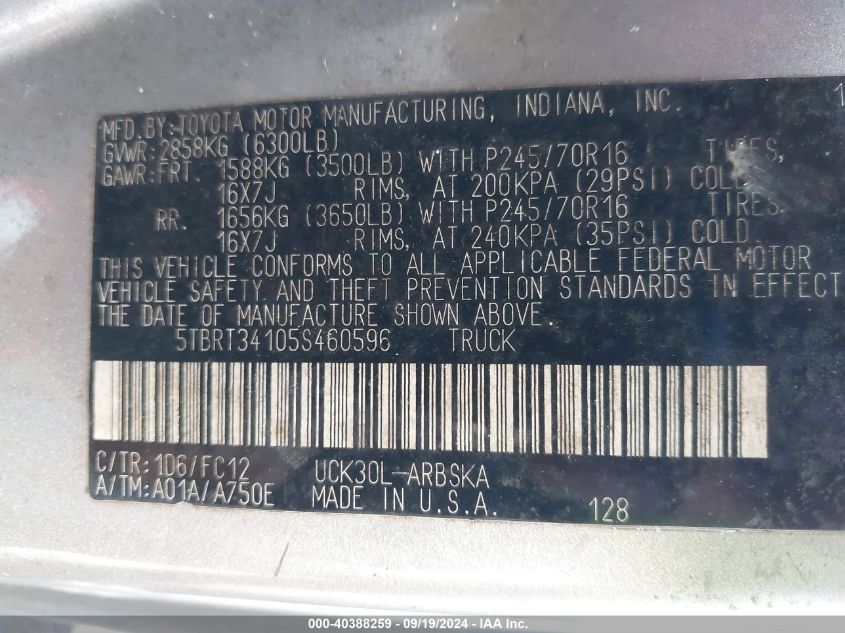 MFD. BY: TOYOTA MOTOR MANUFACTURING, INDIANA, INC. 1
GVWR: 2858KG (6300LB)
GAWR: FRT. 1588KG (3500LB) WITH P245/70R16 TIRES,
16X7J RIMS, AT 200KPA (29PSI) COLD
RR. 1656KG (3650LB) WITH P245/70R16 TIRES
16X7J RIMS, AT 240KPA (35PSI) COLD.
THIS VEHICLE CONFORMS TO ALL APPLICABLE FEDERAL MOTOR
VEHICLE SAFETY AND THEFT PREVENTION STANDARDS IN EFFECT
THE DATE OF MANUFACTURE SHOWN ABOVE.
5TBRT34105S460596 TRUCK
C/TR: 1D6/FC12 UCK30L-ARBSKA
A/TM: A01A/A750E MADE IN U.S.A. 128
000-40388259 - 09/19/2024 - IAAI.COM